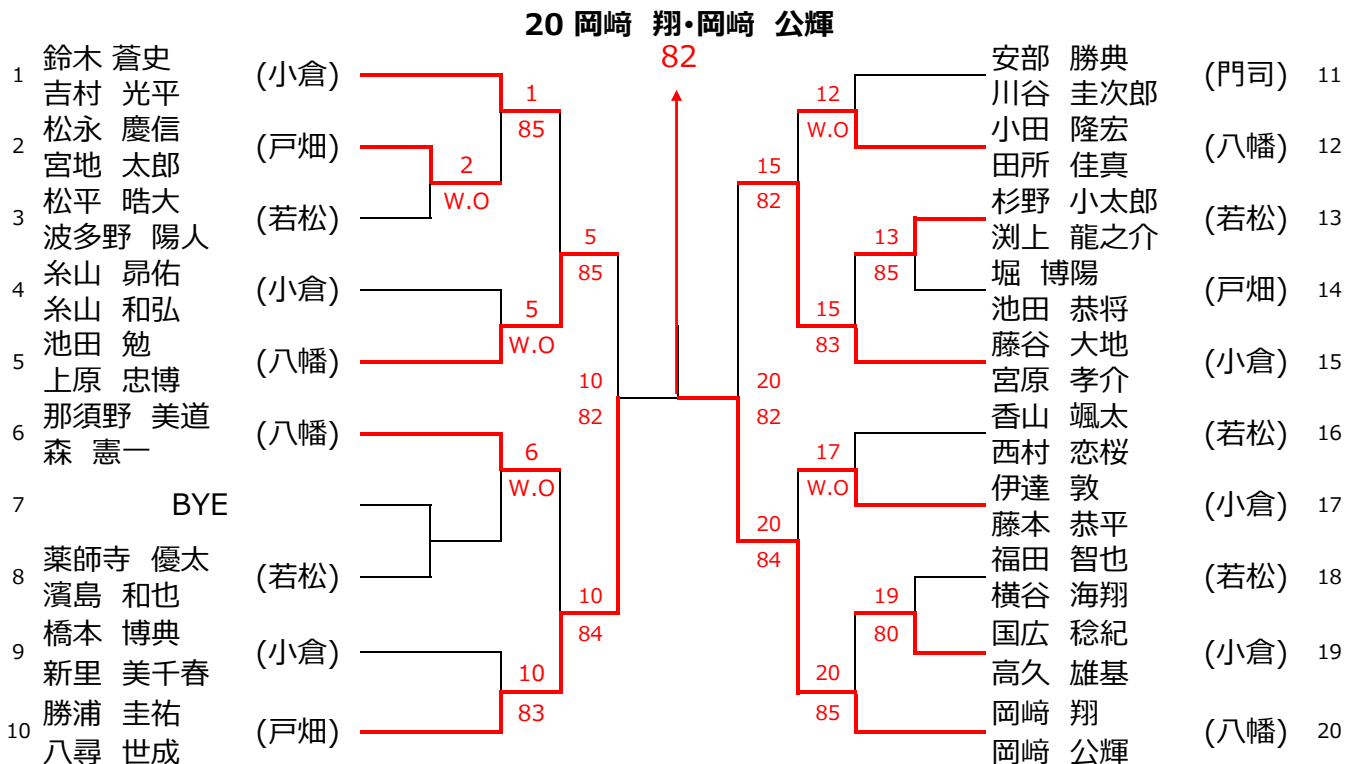 20 岡﨑 翔・岡﨑 公輝
82
1 鈴木 蒼史 (小倉)
吉村 光平
2 松永 慶信 (戸畑)
宮地 太郎
3 松平 晧大 (若松)
波多野 陽人
4 糸山 昴佑 (小倉)
糸山 和弘
5 池田 勉 (八幡)
上原 忠博
6 那須野 美道 (八幡)
森 憲一
7 BYE
8 薬師寺 優太 (若松)
濱島 和也
9 橋本 博典 (小倉)
新里 美千春
10 勝浦 圭祐 (戸畑)
八尋 世成
1
85
2
W.O
5
W.O
5
85
6
W.O
10
83
10
84
10
82
安部 勝典 (門司) 11
川谷 圭次郎
小田 隆宏 (八幡) 12
田所 佳真
杉野 小太郎 (若松) 13
渕上 龍之介
堀 博陽 (戸畑) 14
池田 恭将
藤谷 大地 (小倉) 15
宮原 孝介
香山 颯太 (若松) 16
西村 恋桜
伊達 敦 (小倉) 17
藤本 恭平
福田 智也 (若松) 18
横谷 海翔
国広 稔紀 (小倉) 19
高久 雄基
岡﨑 翔 (八幡) 20
岡﨑 公輝
12
W.O
15
82
13
85
15
83
20
82
17
W.O
20
84
19
80
20
85